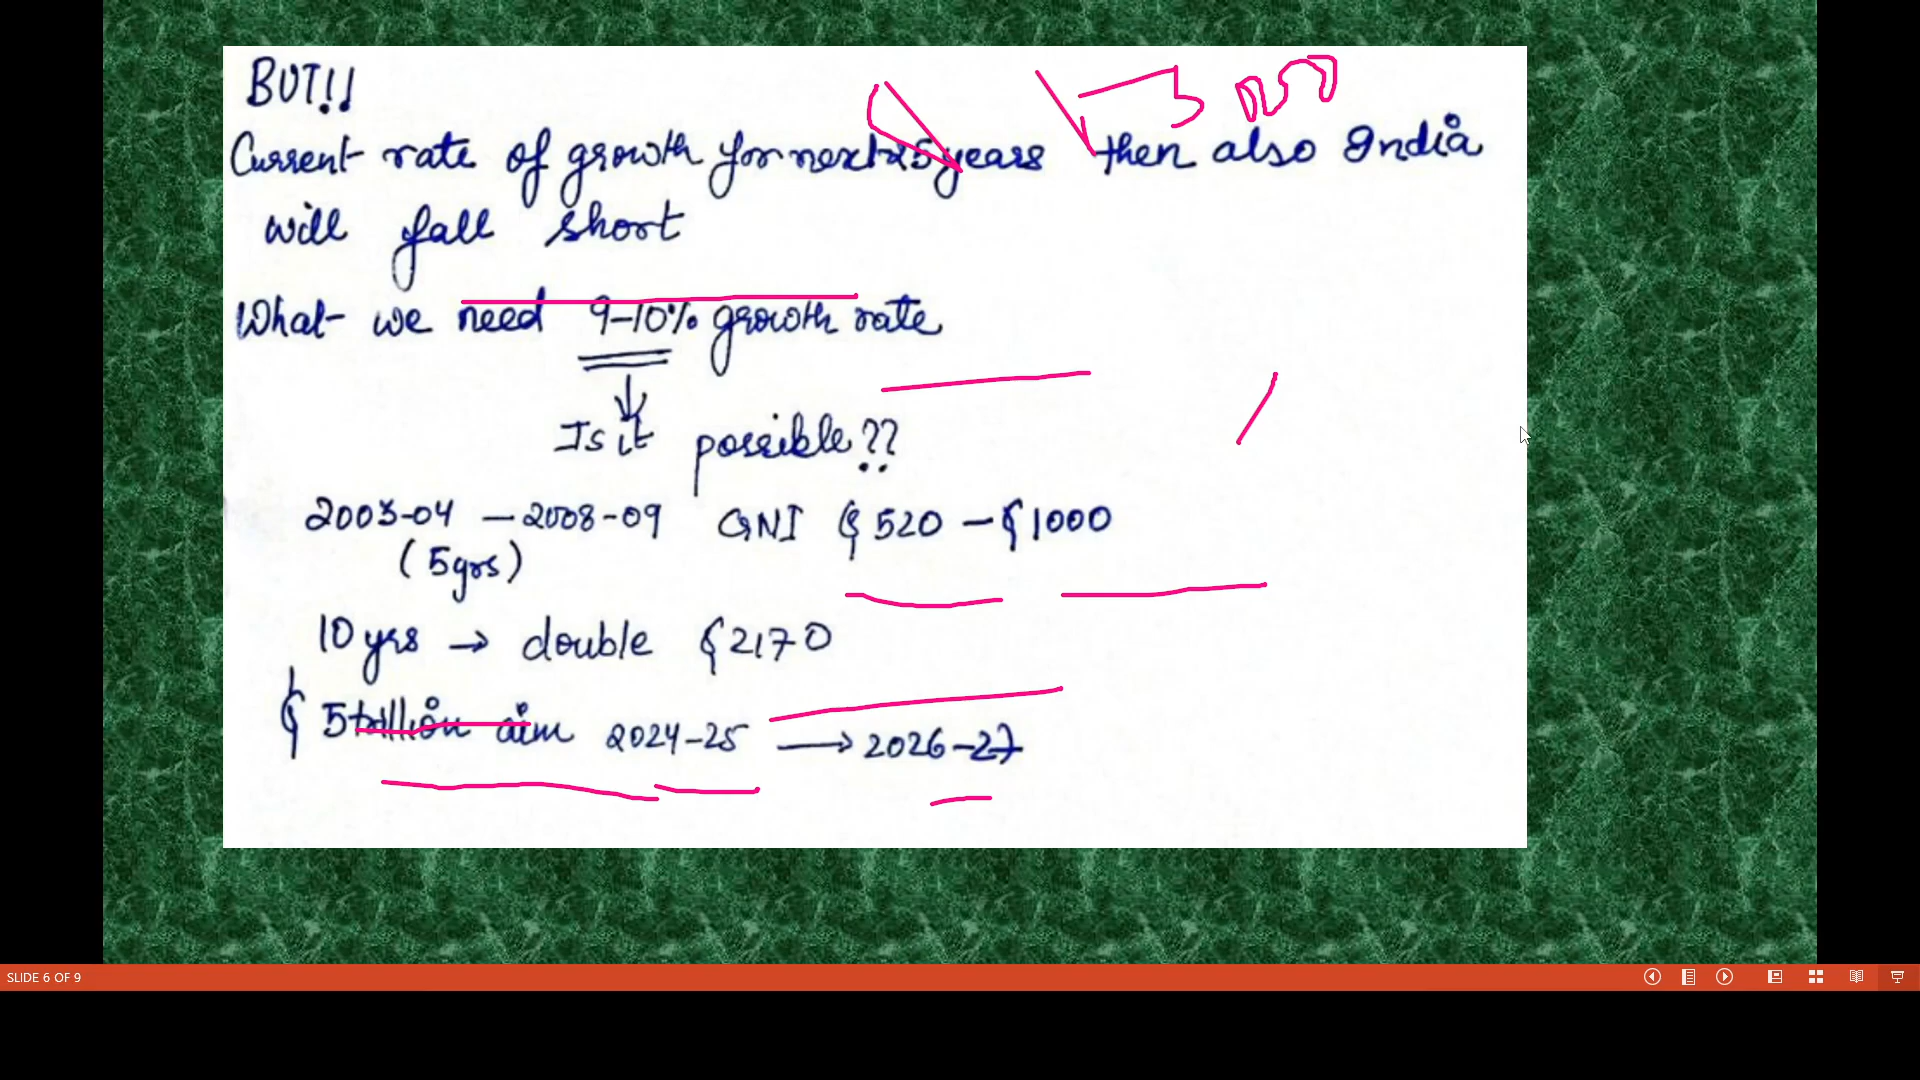 BUT!!
Current rate of growth for next 25 years then also India
will fall short
What we need 9-10% growth rate
Is it possible??
2003-04 - 2008-09 GNI $520 - $1000
(5yrs)
10 yrs → double $2170
$ 5trillion aim 2024-25 → 2026-27
SLIDE 6 OF 9